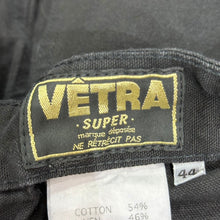 VÊTRA
- SUPER -
marque déposée
NE RÉTRÉCIT PAS
44
COTTON 54%
46%